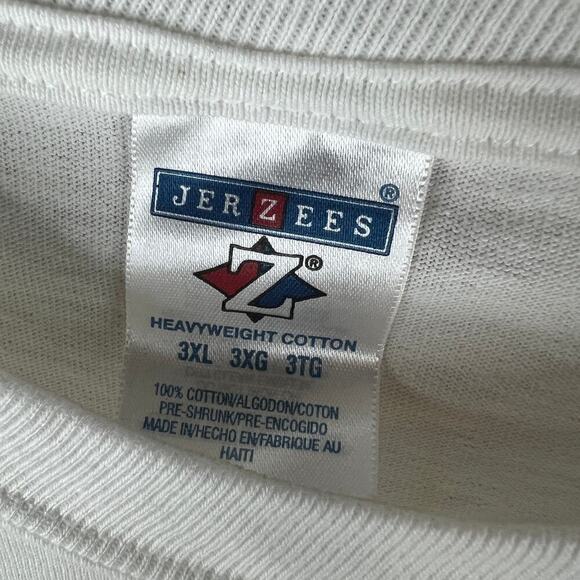 JERZEES®
Z®
HEAVYWEIGHT COTTON
3XL 3XG 3TG
100% COTTON/ALGODON/COTON
PRE-SHRUNK/PRE-ENCOGIDO
MADE IN/HECHO EN/FABRIQUE AU
HAITI